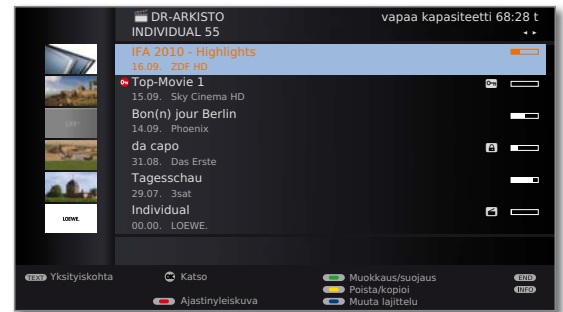 DR-ARKISTO vapaa kapasiteetti 68:28 t
INDIVIDUAL 55
IFA 2010 - Highlights
16.09. ZDF HD
Top-Movie 1
15.09. Sky Cinema HD
Bon(n) jour Berlin
14.09. Phoenix
da capo
31.08. Das Erste
Tagesschau
29.07. 3sat
Individual
00.00. LOEWE.
LOEWE.
TEXT Yksityiskohta OK Katso Muokkaus/suojaus END
Poista/kopioi INFO
Ajastinyleiskuva Muuta lajittelu